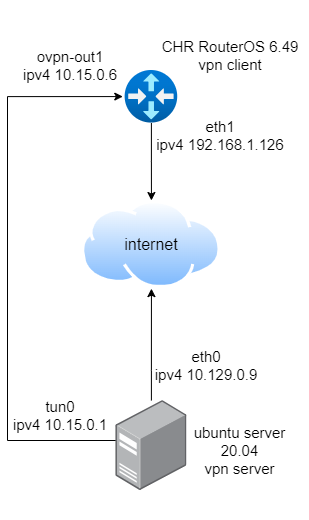 ovpn-out1
ipv4 10.15.0.6
CHR RouterOS 6.49
vpn client
eth1
ipv4 192.168.1.126
internet
eth0
ipv4 10.129.0.9
tun0
ipv4 10.15.0.1
ubuntu server
20.04
vpn server